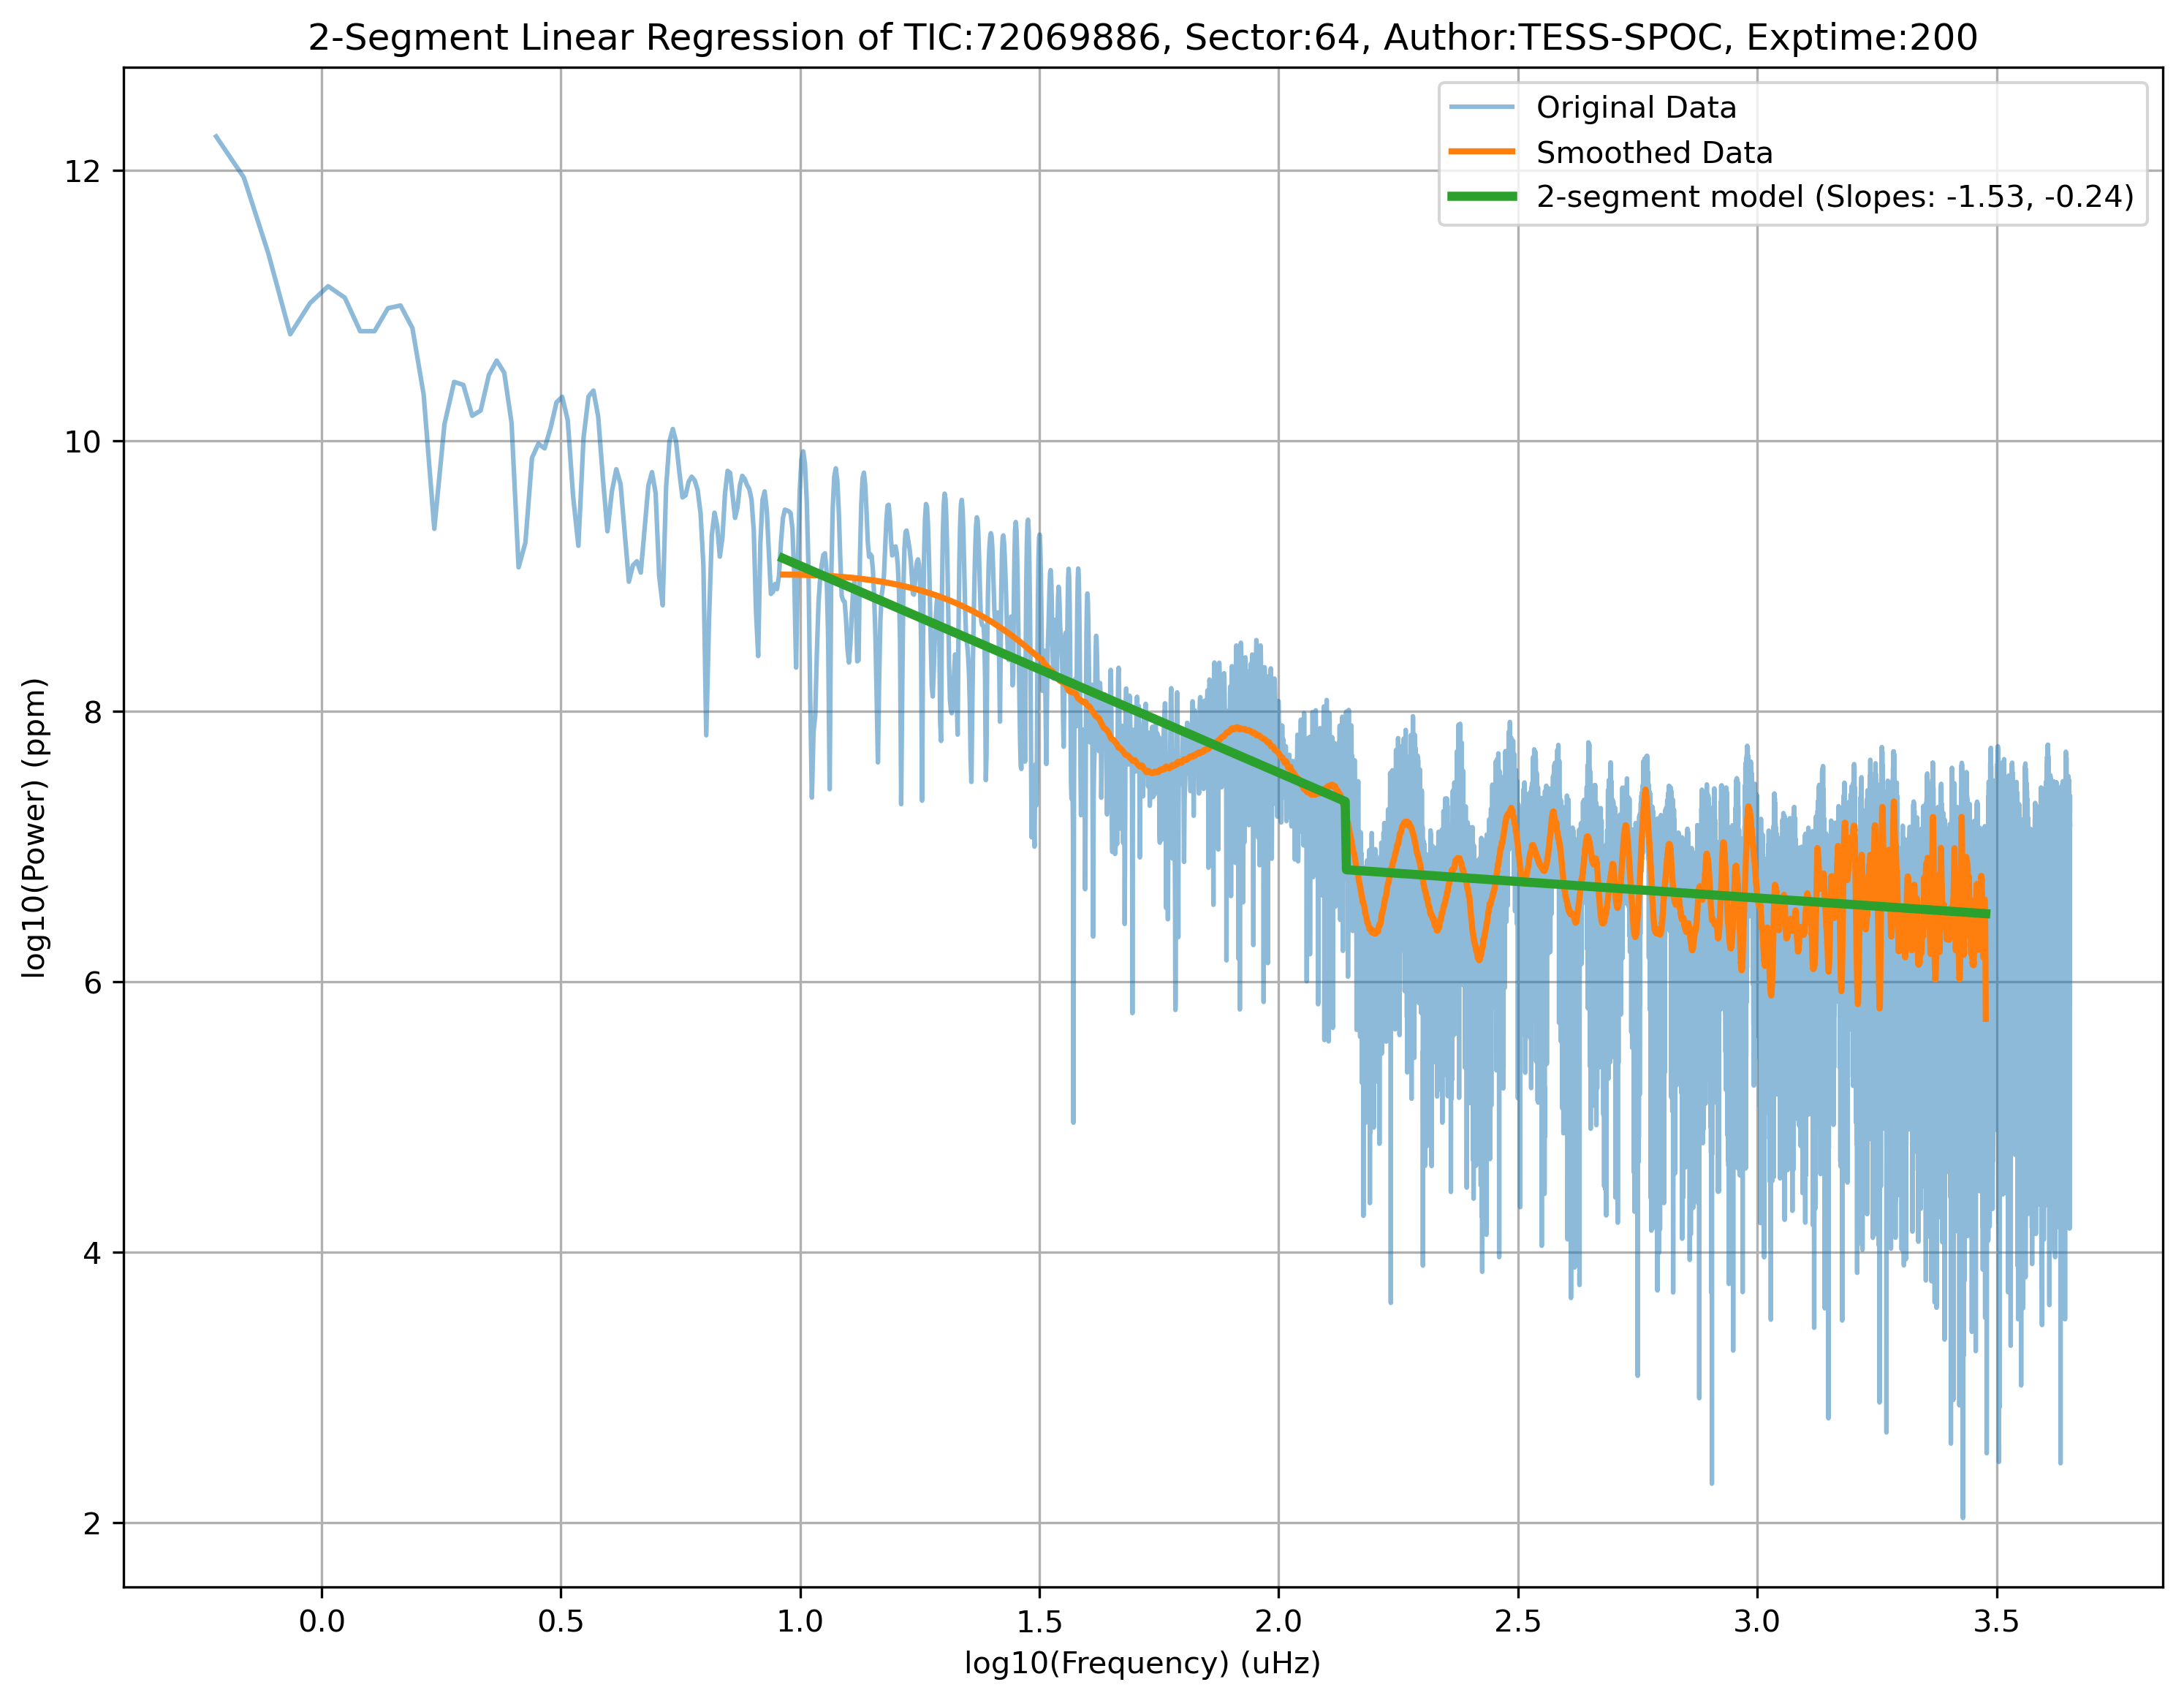 2-Segment Linear Regression of TIC:72069886, Sector:64, Author:TESS-SPOC, Exptime:200
Original Data
Smoothed Data
2-segment model (Slopes: -1.53, -0.24)
log10(Power) (ppm)
12
10
8
6
4
2
0.0 0.5 1.0 1.5 2.0 2.5 3.0 3.5
log10(Frequency) (uHz)